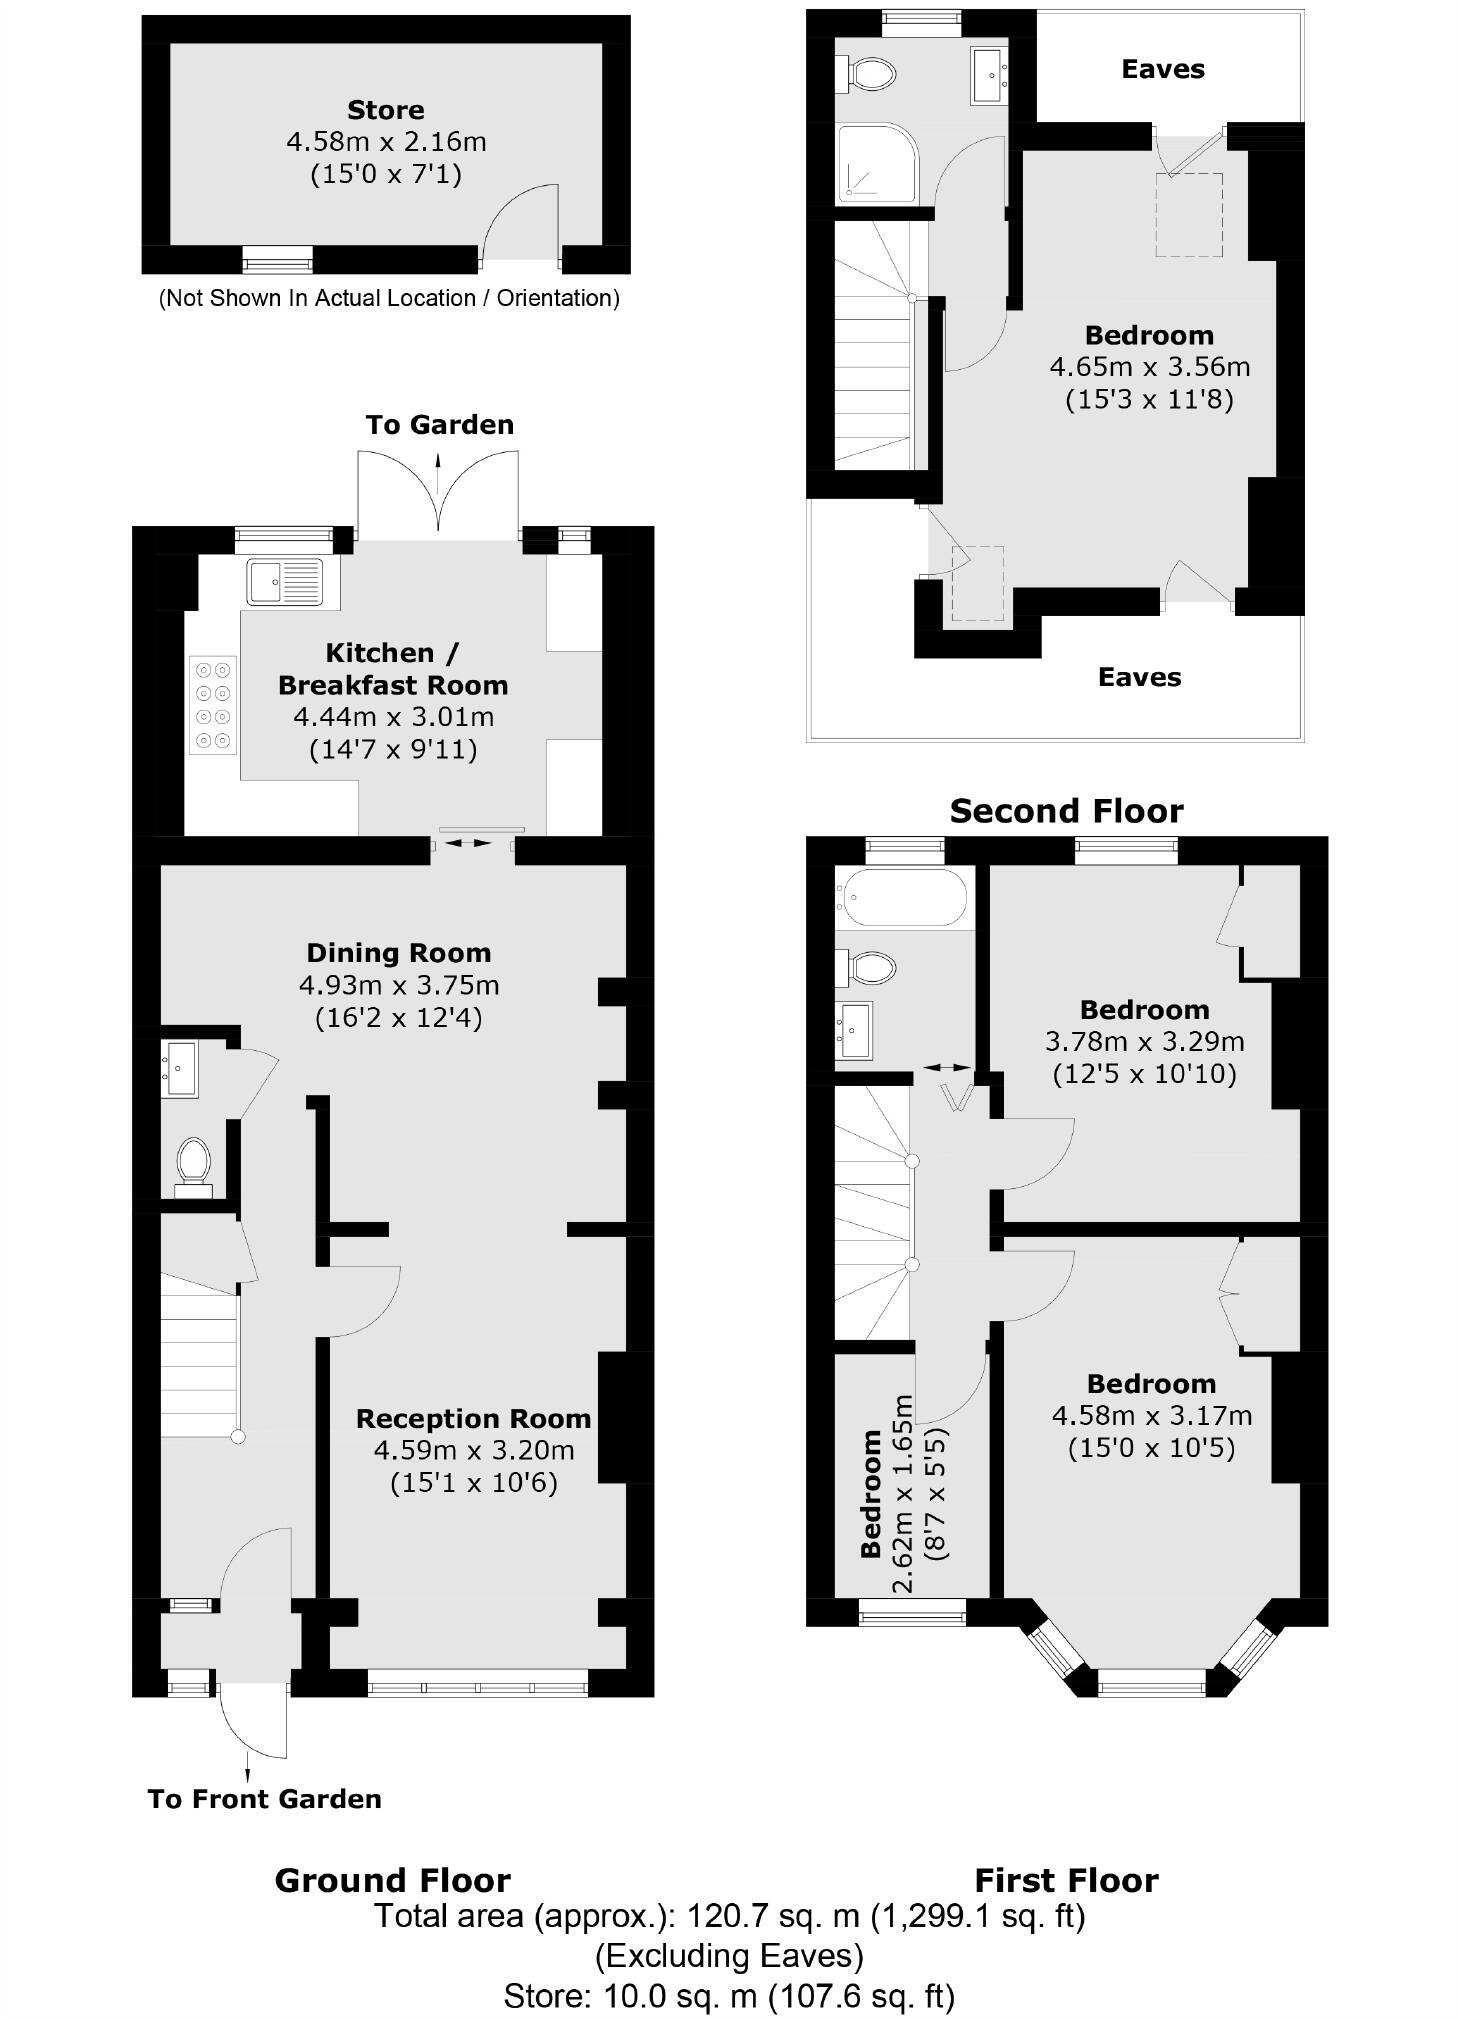 Store
4.58m x 2.16m
(15'0 x 7'1)
(Not Shown In Actual Location / Orientation)
Eaves
Bedroom
4.65m x 3.56m
(15'3 x 11'8)
Eaves
Second Floor
To Garden
Kitchen /
Breakfast Room
4.44m x 3.01m
(14'7 x 9'11)
Dining Room
4.93m x 3.75m
(16'2 x 12'4)
Reception Room
4.59m x 3.20m
(15'1 x 10'6)
To Front Garden
Ground Floor
Bedroom
3.78m x 3.29m
(12'5 x 10'10)
Bedroom
4.58m x 3.17m
(15'0 x 10'5)
Bedroom
2.62m x 1.65m
(8'7 x 5'5)
First Floor
Total area (approx.): 120.7 sq. m (1,299.1 sq. ft)
(Excluding Eaves)
Store: 10.0 sq. m (107.6 sq. ft)